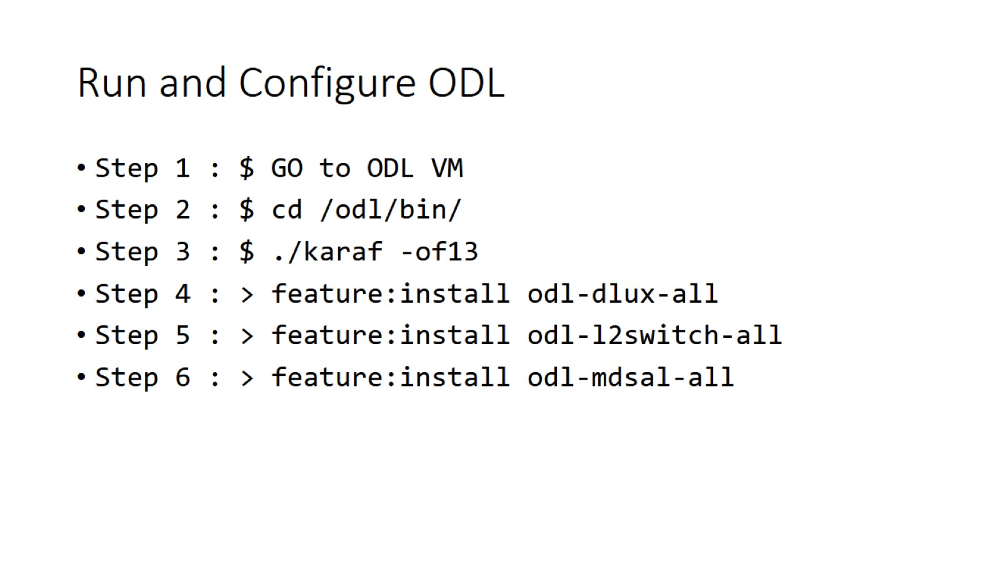 Run and Configure ODL
• Step 1 : $ GO to ODL VM
• Step 2 : $ cd /odl/bin/
• Step 3 : $ ./karaf -of13
• Step 4 : > feature:install odl-dlux-all
• Step 5 : > feature:install odl-l2switch-all
• Step 6 : > feature:install odl-mdsal-all